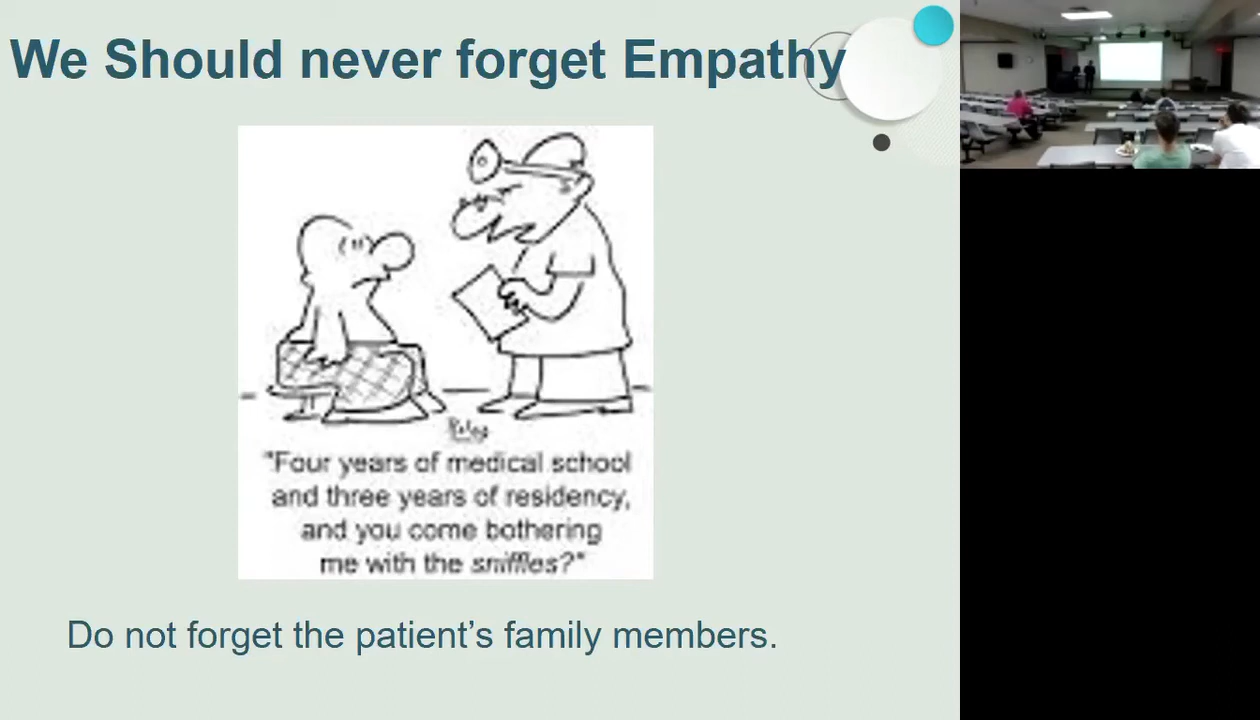 We Should never forget Empathy
"Four years of medical school
and three years of residency,
and you come bothering
me with the sniffles?"
Do not forget the patient's family members.